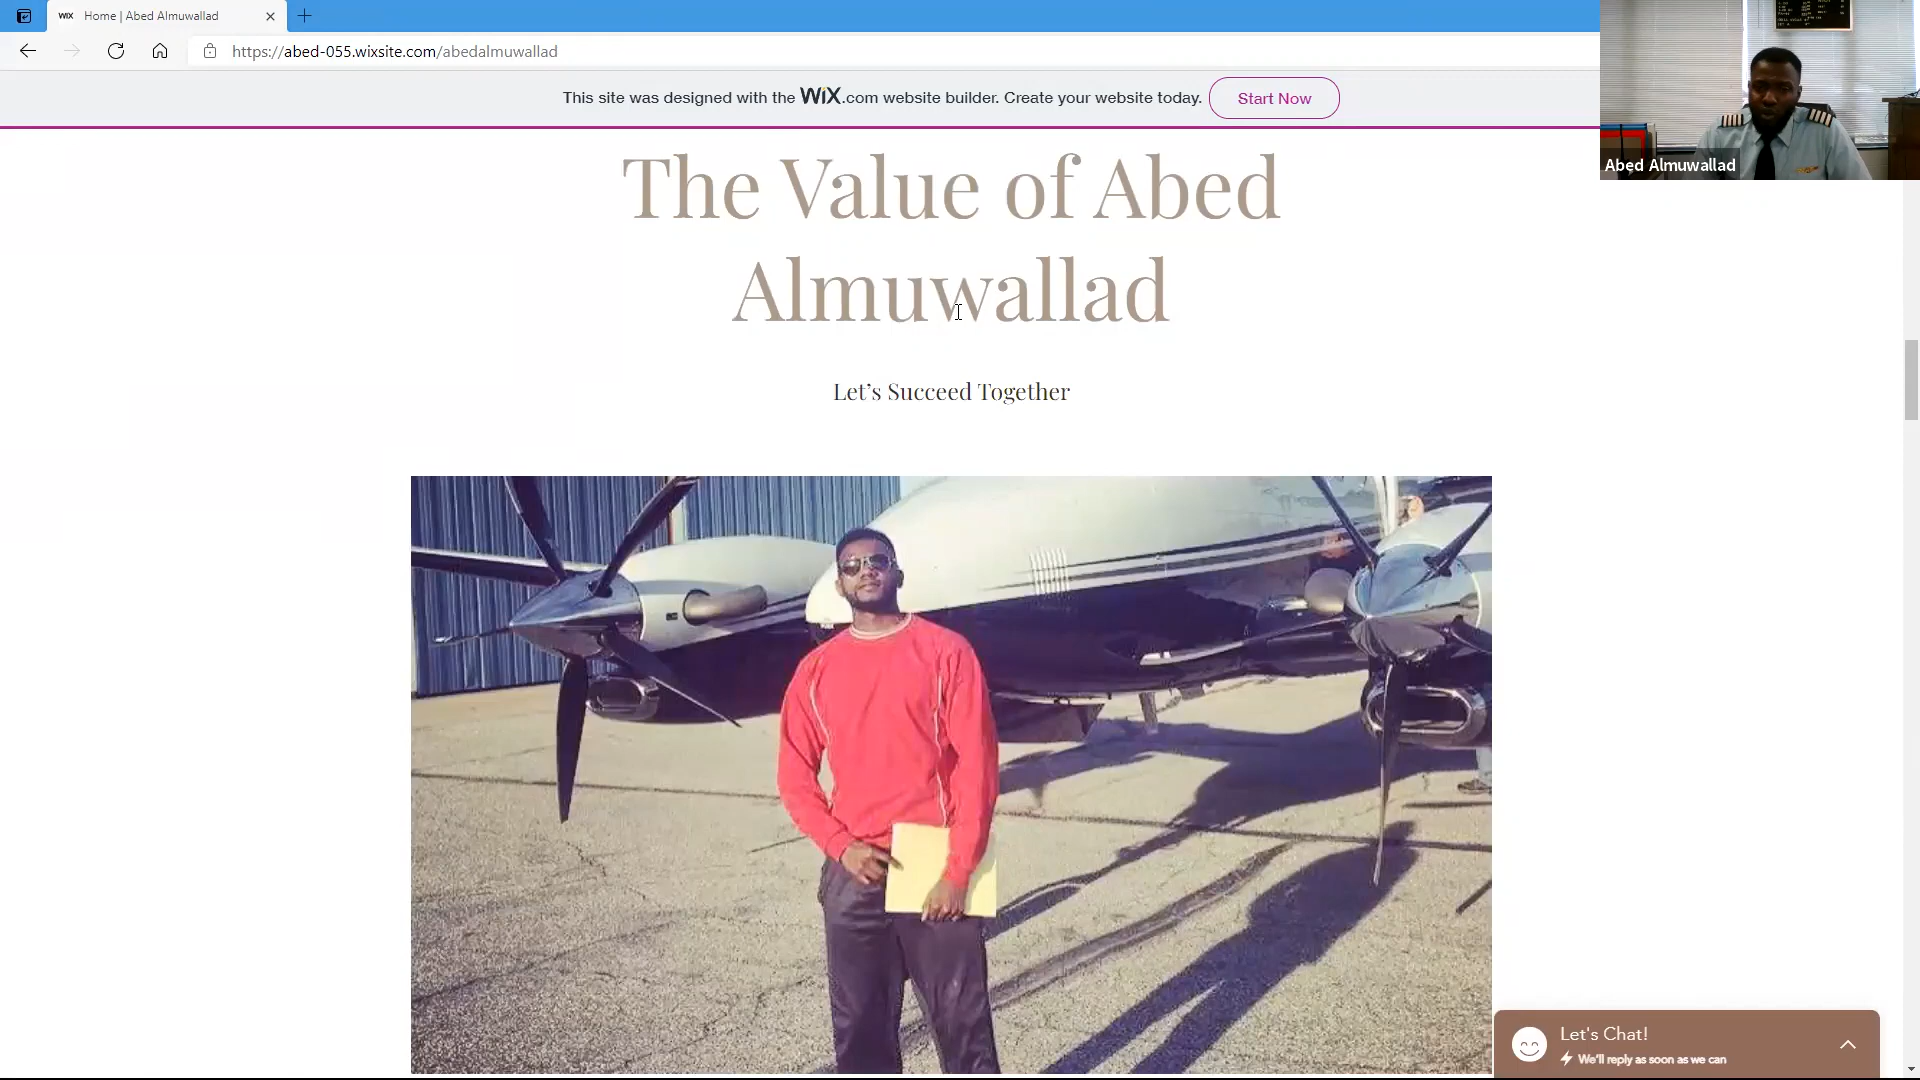 WiX Home | Abed Almuwallad
https://abed-055.wixsite.com/abedalmuwallad
This site was designed with the WiX.com website builder. Create your website today. Start Now
Abed Almuwallad
The Value of Abed
Almuwallad
Let’s Succeed Together
Let's Chat!
We'll reply as soon as we can